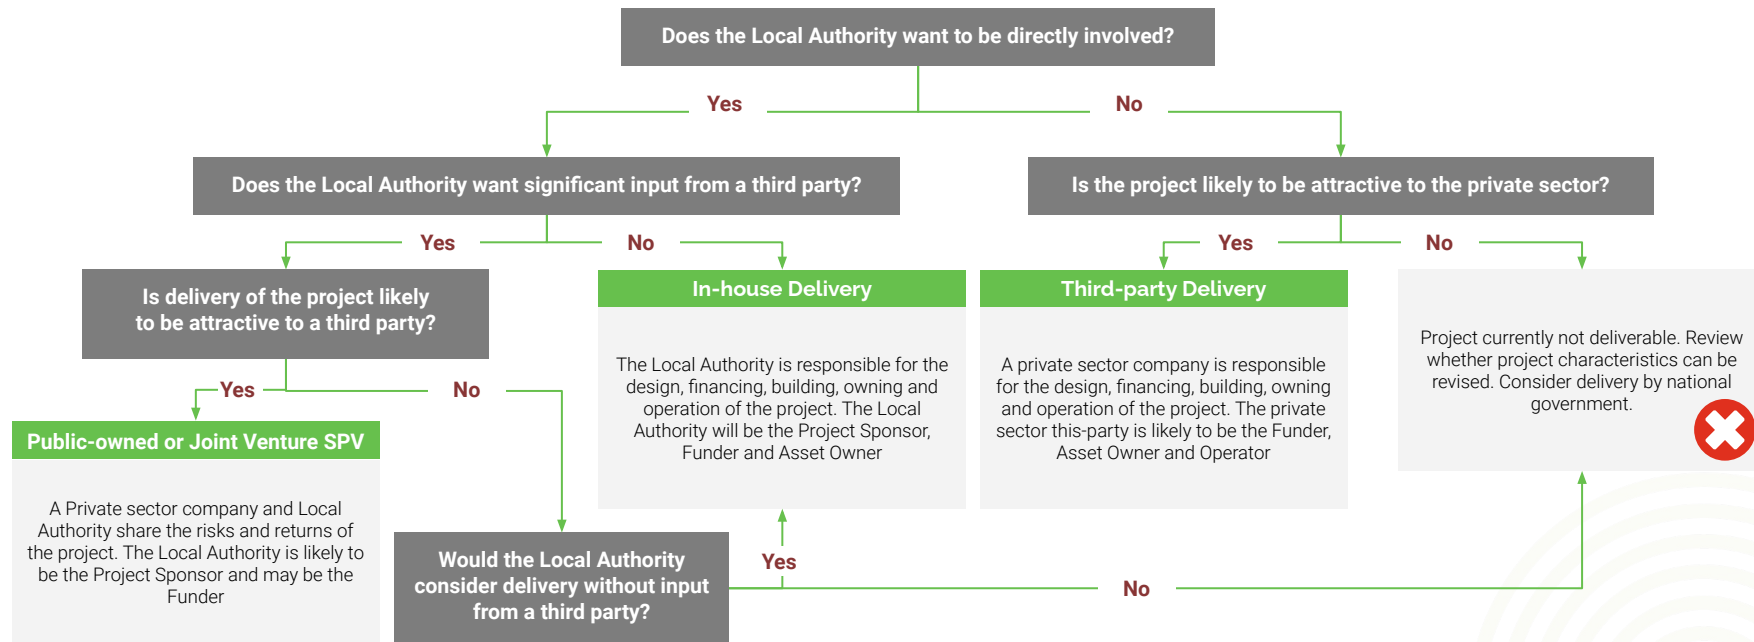 Does the Local Authority want to be directly involved?
Yes
No
Does the Local Authority want significant input from a third party?
Is the project likely to be attractive to the private sector?
Yes
No
Yes
No
Is delivery of the project likely
to be attractive to a third party?
In-house Delivery
The Local Authority is responsible for the
design, financing, building, owning and
operation of the project. The Local
Authority will be the Project Sponsor,
Funder and Asset Owner
Third-party Delivery
A private sector company is responsible
for the design, financing, building, owning
and operation of the project. The private
sector this-party is likely to be the Funder,
Asset Owner and Operator
Project currently not deliverable. Review
whether project characteristics can be
revised. Consider delivery by national
government.
Yes
No
Public-owned or Joint Venture SPV
A Private sector company and Local
Authority share the risks and returns of
the project. The Local Authority is likely to
be the Project Sponsor and may be the
Funder
Would the Local Authority
consider delivery without input
from a third party?
Yes
No